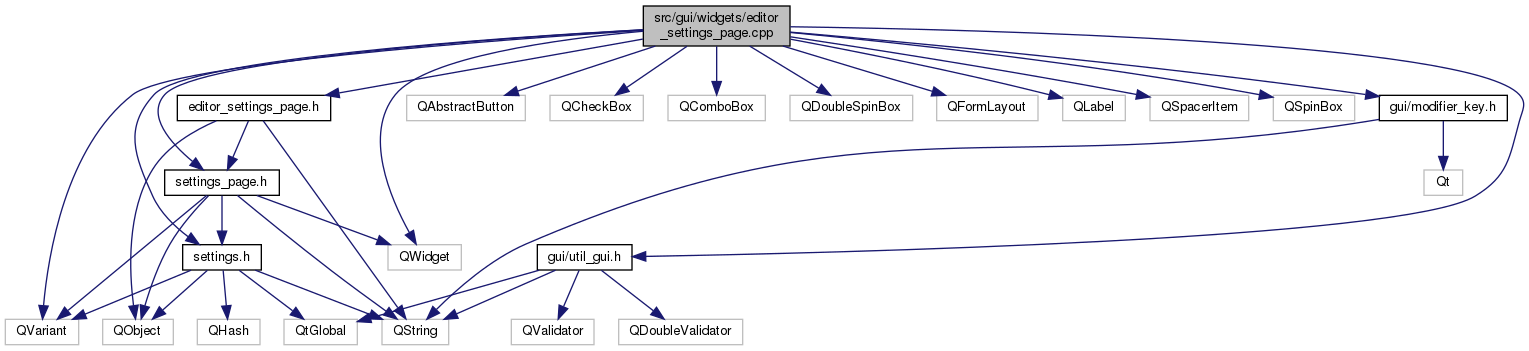 src/gui/widgets/editor
_settings_page.cpp
editor_settings_page.h
QAbstractButton
QCheckBox
QComboBox
QDoubleSpinBox
QFormLayout
QLabel
QSpacerItem
QSpinBox
gui/modifier_key.h
settings_page.h
Qt
settings.h
QWidget
gui/util_gui.h
QVariant
QObject
QHash
QtGlobal
QString
QValidator
QDoubleValidator